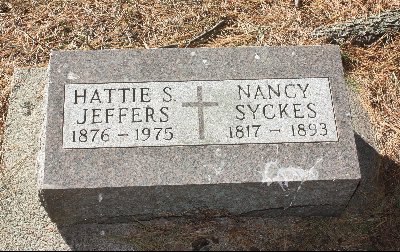 HATTIE S.
JEFFERS
1876 - 1975
NANCY
SYCKES
1817 - 1893